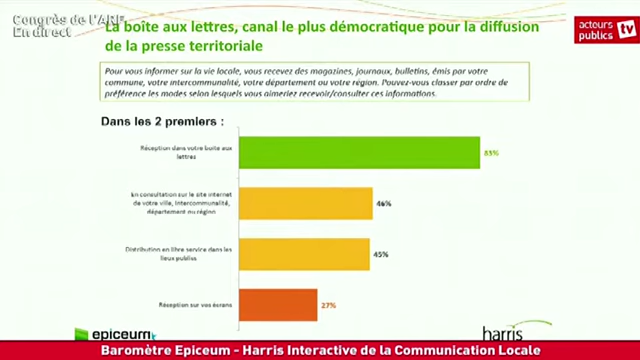 Congrès de l'ARF
En direct
La boîte aux lettres, canal le plus démocratique pour la diffusion
de la presse territoriale
acteurs
publics
tv
Pour vous informer sur la vie locale, vous recevez des magazines, journaux, bulletins, émis par votre
commune, votre intercommunalité, votre département ou votre région. Pouvez-vous classer par ordre de
préférence les modes selon lesquels vous aimeriez recevoir/consulter ces informations.
Dans les 2 premiers :
Réception dans votre boite aux
lettres
83%
En consultation sur le site internet
de votre ville, intercommunalité,
département ou région
46%
Distribution en libre service dans les
lieux publics
45%
Réception sur vos écrans
27%
epiceum
harris
Baromètre Epiceum - Harris Interactive de la Communication Locale